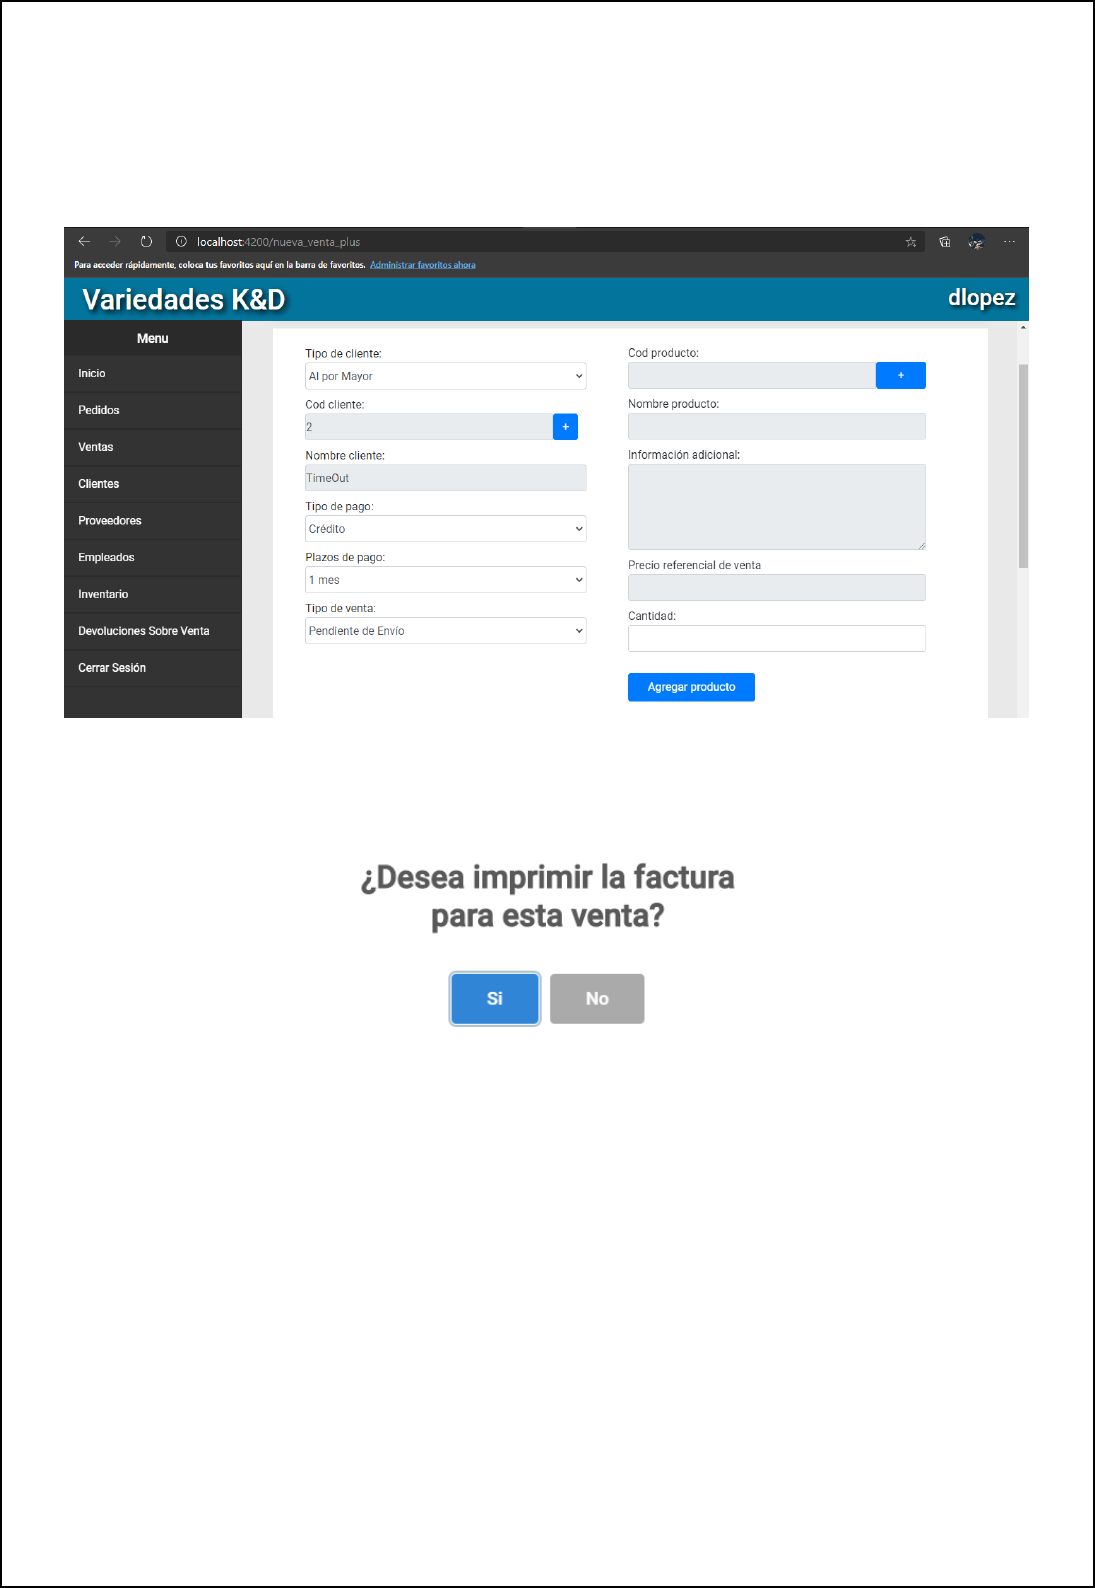 localhost:4200/nueva_venta_plus
Para acceder rápidamente, coloca tus favoritos aquí en la barra de favoritos. Administrar favoritos ahora
Variedades K&D
dlopez
Menu
Inicio
Pedidos
Ventas
Clientes
Proveedores
Empleados
Inventario
Devoluciones Sobre Venta
Cerrar Sesión
Tipo de cliente:
Al por Mayor
Cod cliente:
2
+
Nombre cliente:
TimeOut
Tipo de pago:
Crédito
Plazos de pago:
1 mes
Tipo de venta:
Pendiente de Envío
Cod producto:
+
Nombre producto:
Información adicional:
Precio referencial de venta
Cantidad:
Agregar producto
¿Desea imprimir la factura
para esta venta?
Si
No